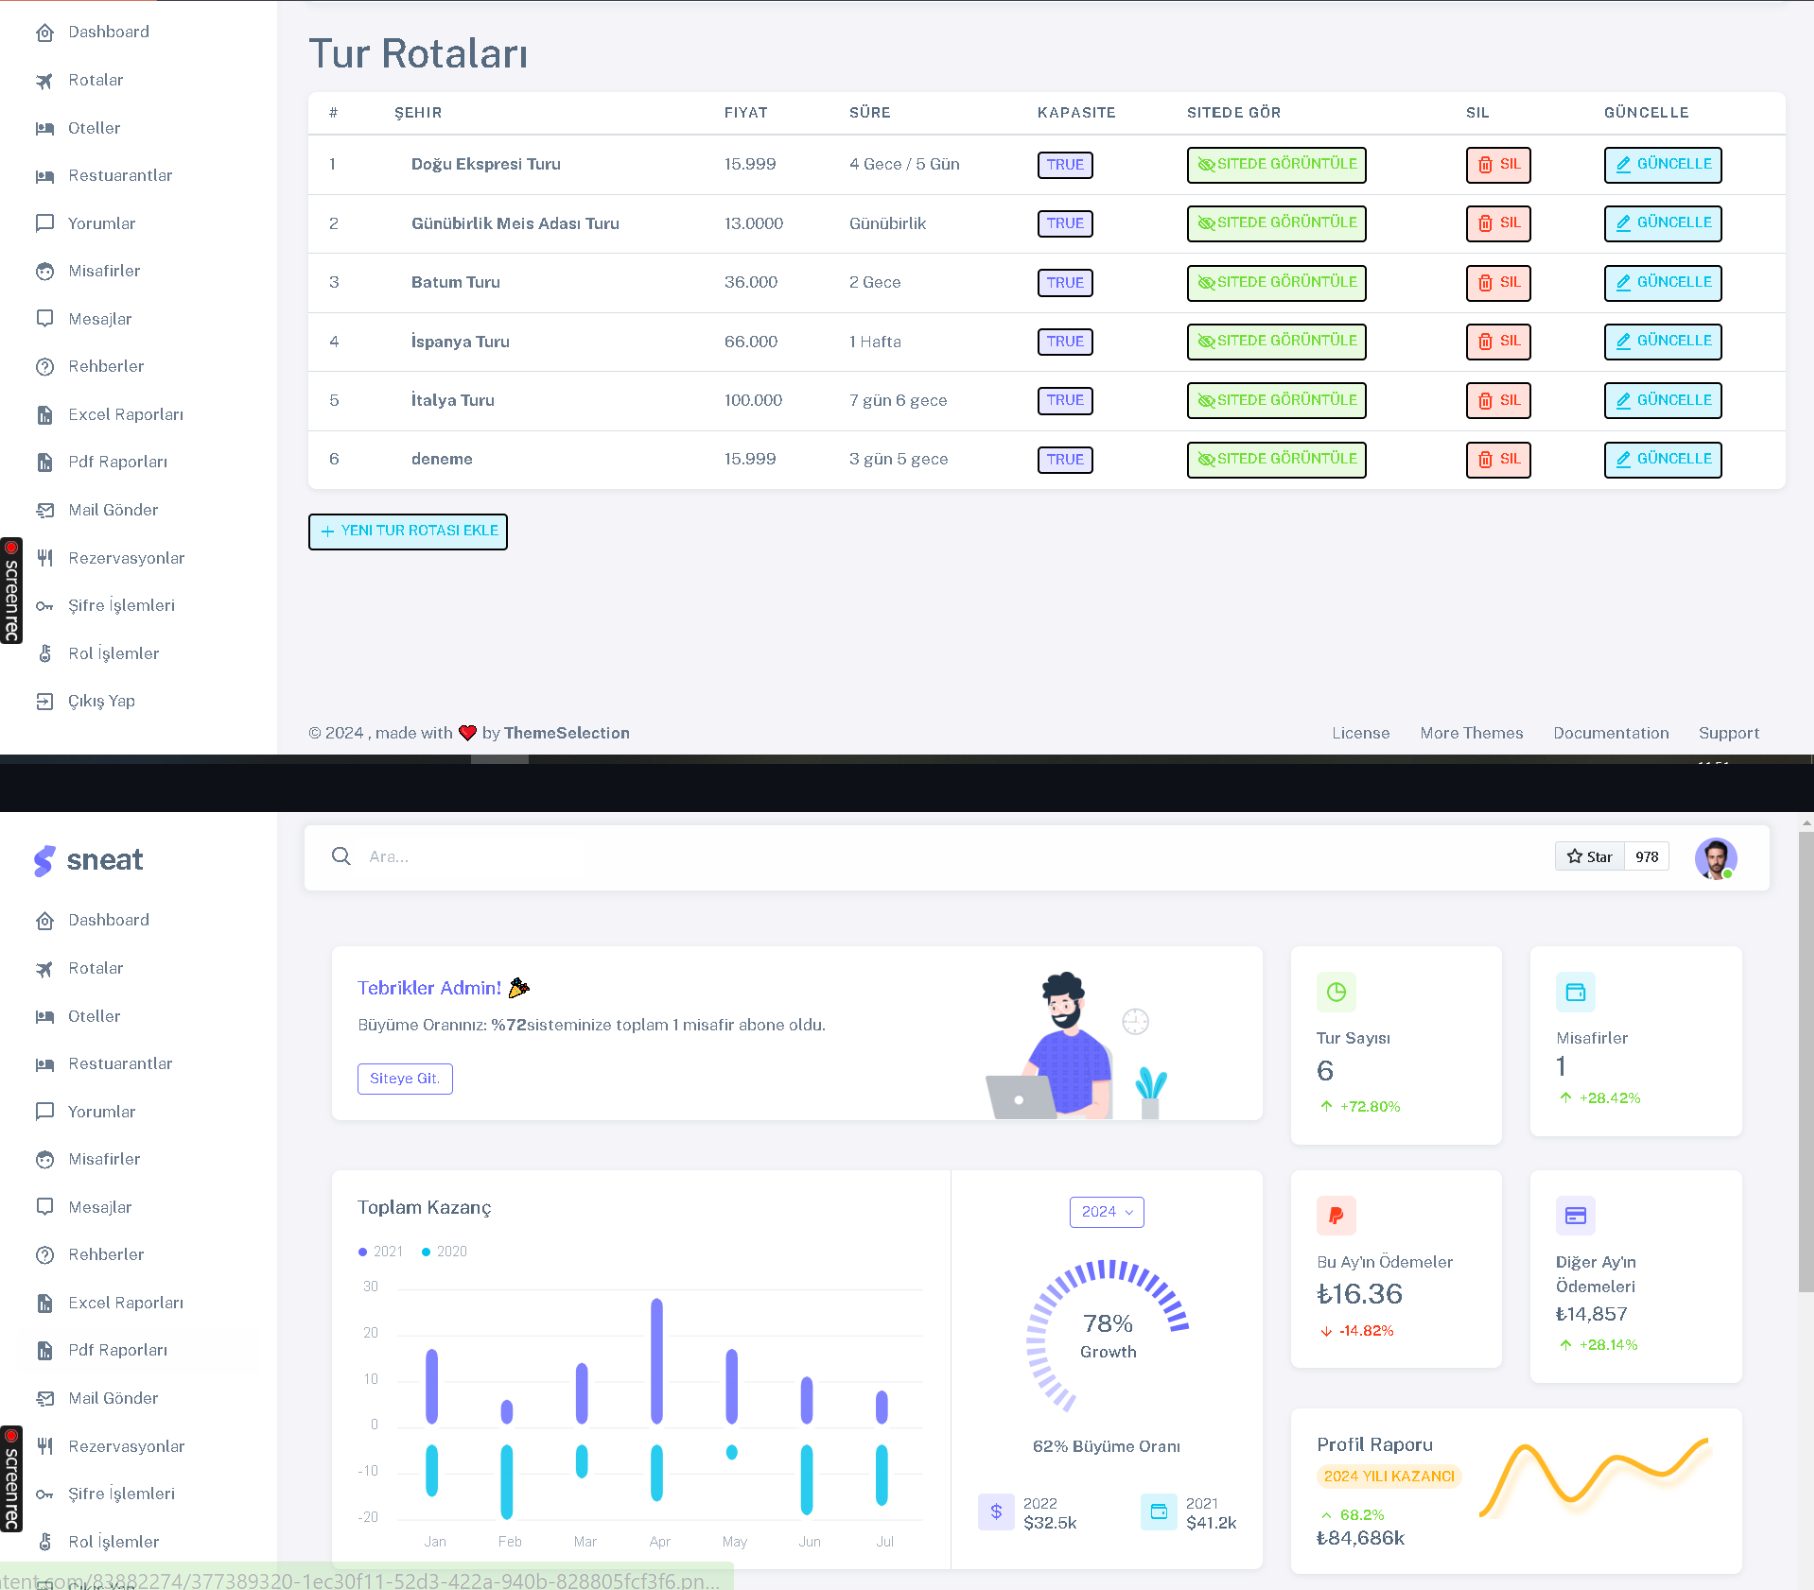 Dashboard
Rotalar
Oteller
Restuarantlar
Yorumlar
Misafirler
Mesajlar
Rehberler
Excel Raporları
Pdf Raporları
Mail Gönder
Rezervasyonlar
Şifre İşlemleri
Rol İşlemler
Çıkış Yap
screenrec
Tur Rotaları
# ŞEHIR FIYAT SÜRE KAPASITE SITEDE GÖR SIL GÜNCELLE
1 Doğu Ekspresi Turu 15.999 4 Gece / 5 Gün TRUE SITEDE GÖRÜNTÜLE SIL GÜNCELLE
2 Günübirlik Meis Adası Turu 13.0000 Günübirlik TRUE SITEDE GÖRÜNTÜLE SIL GÜNCELLE
3 Batum Turu 36.000 2 Gece TRUE SITEDE GÖRÜNTÜLE SIL GÜNCELLE
4 İspanya Turu 66.000 1 Hafta TRUE SITEDE GÖRÜNTÜLE SIL GÜNCELLE
5 İtalya Turu 100.000 7 gün 6 gece TRUE SITEDE GÖRÜNTÜLE SIL GÜNCELLE
6 deneme 15.999 3 gün 5 gece TRUE SITEDE GÖRÜNTÜLE SIL GÜNCELLE
+ YENI TUR ROTASI EKLE
© 2024 , made with ❤️ by ThemeSelection
License More Themes Documentation Support
sneat
Dashboard
Rotalar
Oteller
Restuarantlar
Yorumlar
Misafirler
Mesajlar
Rehberler
Excel Raporları
Pdf Raporları
Mail Gönder
Rezervasyonlar
Şifre İşlemleri
Rol İşlemler
screenrec
Ara...
Star 978
Tebrikler Admin! 🎉
Büyüme Oranınız: %72sisteminize toplam 1 misafir abone oldu.
Siteye Git.
Tur Sayısı
6
+72.80%
Misafirler
1
+28.42%
Toplam Kazanç
2021 2020
30
20
10
0
-10
-20
Jan Feb Mar Apr May Jun Jul
2024
78%
Growth
62% Büyüme Oranı
$
2022
$32.5k
2021
$41.2k
Bu Ay'ın Ödemeler
₺16.36
-14.82%
Diğer Ay'ın
Ödemeleri
₺14,857
+28.14%
Profil Raporu
2024 YILI KAZANCI
68.2%
₺84,686k
tent.com/83882274/377389320-1ec30f11-52d3-422a-940b-828805fcf3f6.pn...